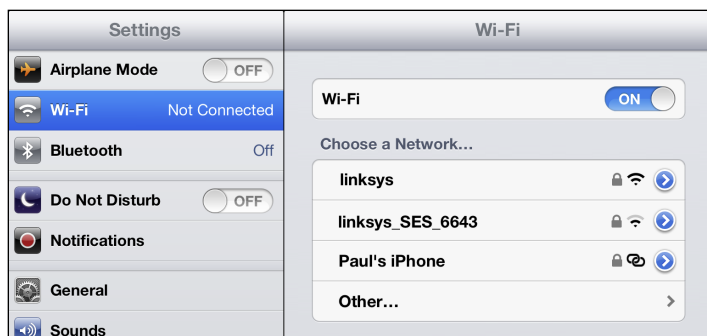 Settings
Airplane Mode OFF
Wi-Fi Not Connected
Bluetooth Off
Do Not Disturb OFF
Notifications
General
Sounds
Wi-Fi
Wi-Fi ON
Choose a Network...
linksys
linksys_SES_6643
Paul's iPhone
Other...